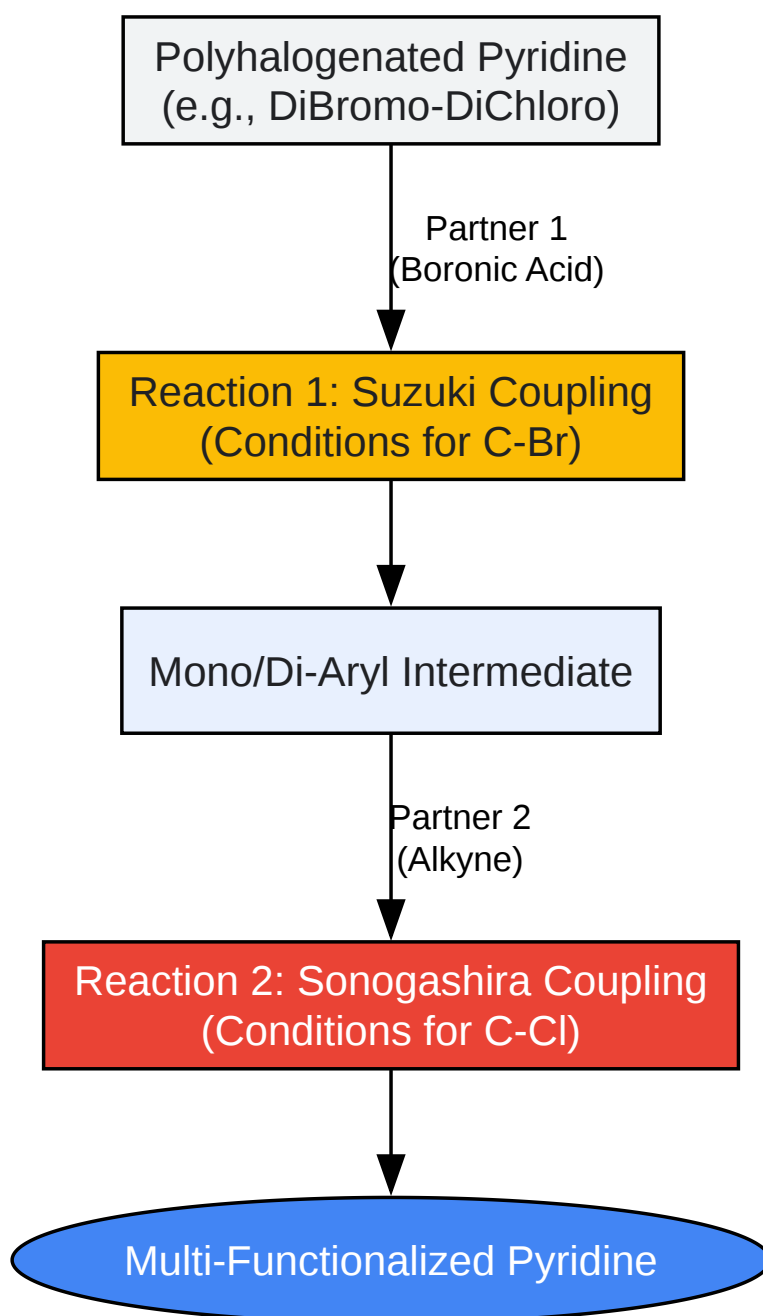 Polyhalogenated Pyridine
(e.g., DiBromo-DiChloro)
Partner 1
(Boronic Acid)
Reaction 1: Suzuki Coupling
(Conditions for C-Br)
Mono/Di-Aryl Intermediate
Partner 2
(Alkyne)
Reaction 2: Sonogashira Coupling
(Conditions for C-Cl)
Multi-Functionalized Pyridine